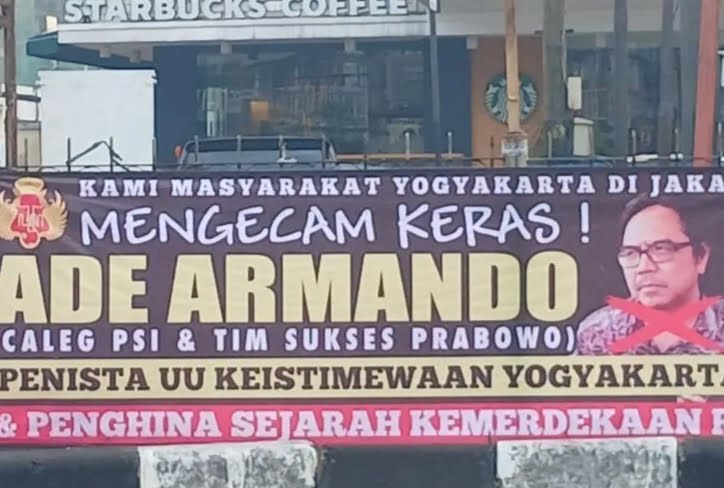 STARBUCKS COFFEE
KAMI MASYARAKAT YOGYAKARTA DI JAKA
MENGECAM KERAS !
ADE ARMANDO
(CALEG PSI & TIM SUKSES PRABOWO)
PENISTA UU KEISTIMEWAAN YOGYAKARTA
& PENGHINA SEJARAH KEMERDEKAAN